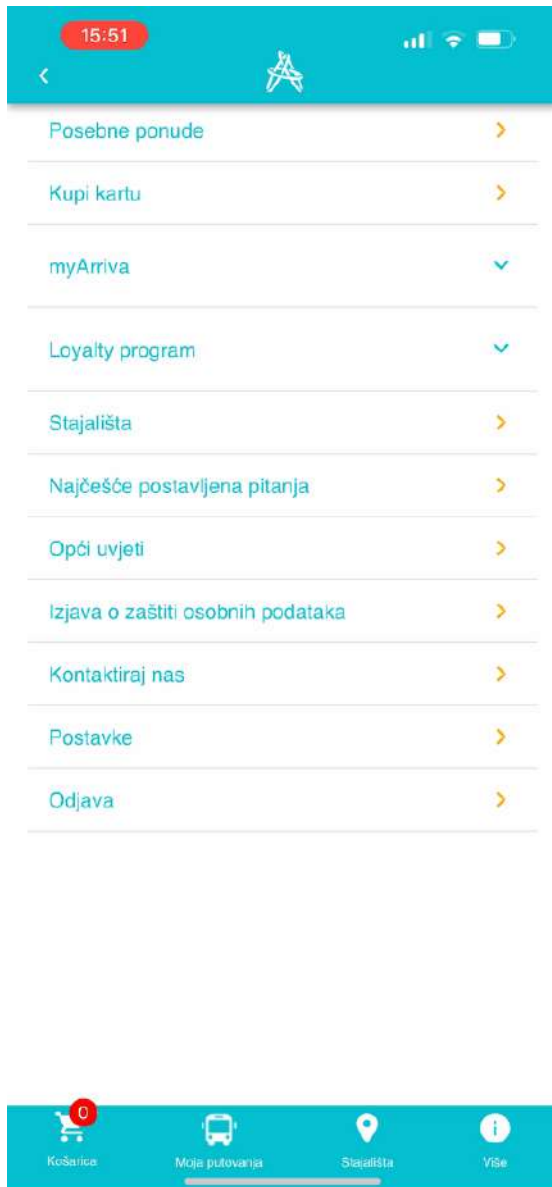 15:51
Posebne ponude
Kupi kartu
myArriva
Loyalty program
Stajališta
Najčešće postavljena pitanja
Opći uvjeti
Izjava o zaštiti osobnih podataka
Kontaktiraj nas
Postavke
Odjava
0
Košarica
Moja putovanja
Stajališta
Više